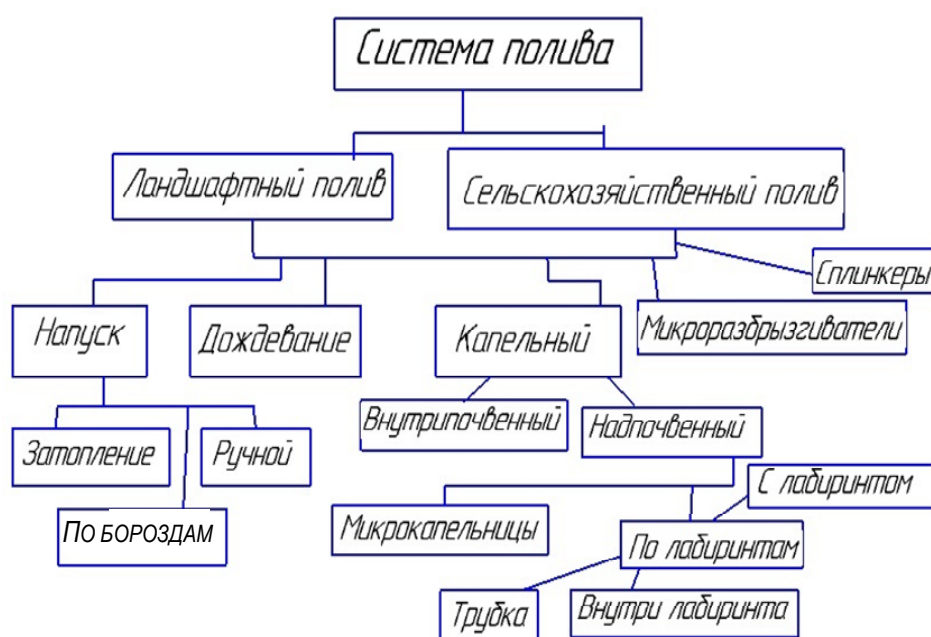 Система полива
Ландшафтный полив
Сельскохозяйственный полив
Сплинкеры
Напуск
Дождевание
Капельный
Микроразбрызгиватели
Внутрипочвенный
Надпочвенный
Затопление
Ручной
С лабиринтом
По бороздам
Микрокапельницы
По лабиринтам
Трубка
Внутри лабиринта